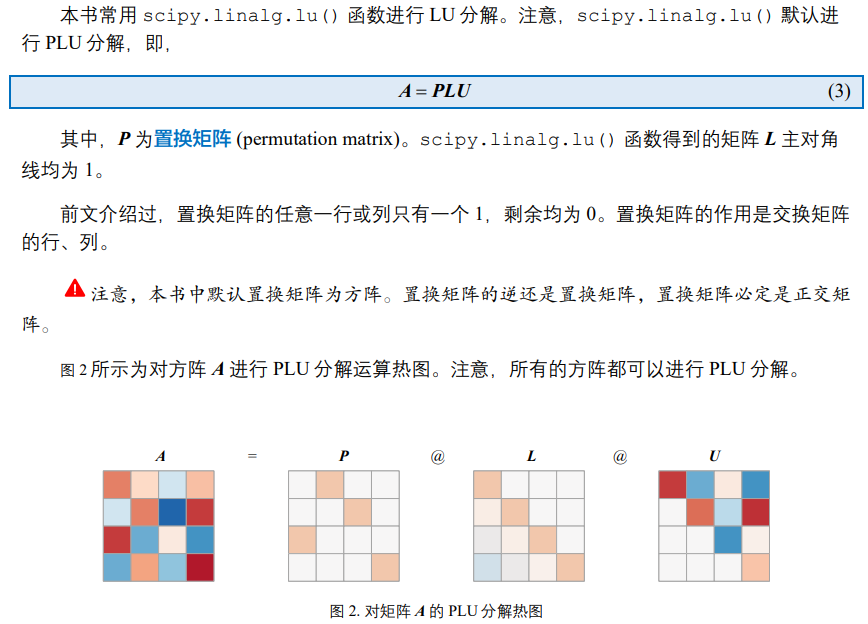 本书常用 scipy.linalg.lu() 函数进行 LU 分解。注意，scipy.linalg.lu() 默认进
行 PLU 分解，即，
A = PLU (3)
其中，P 为置换矩阵 (permutation matrix)。scipy.linalg.lu() 函数得到的矩阵 L 主对角
线均为 1。
前文介绍过，置换矩阵的任意一行或列只有一个 1，剩余均为 0。置换矩阵的作用是交换矩阵
的行、列。
注意，本书中默认置换矩阵为方阵。置换矩阵的逆还是置换矩阵，置换矩阵必定是正交矩
阵。
图 2 所示为对方阵 A 进行 PLU 分解运算热图。注意，所有的方阵都可以进行 PLU 分解。
A = P @ L @ U
图 2. 对矩阵 A 的 PLU 分解热图